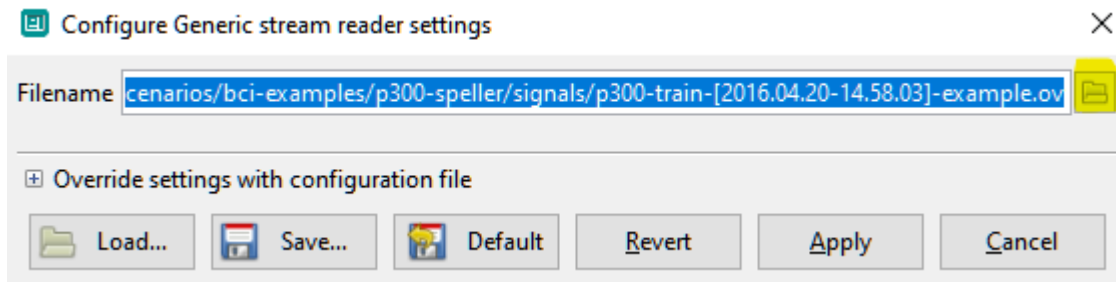 Configure Generic stream reader settings
Filename cenarios/bci-examples/p300-speller/signals/p300-train-[2016.04.20-14.58.03]-example.ov
Override settings with configuration file
Load... Save... Default Revert Apply Cancel